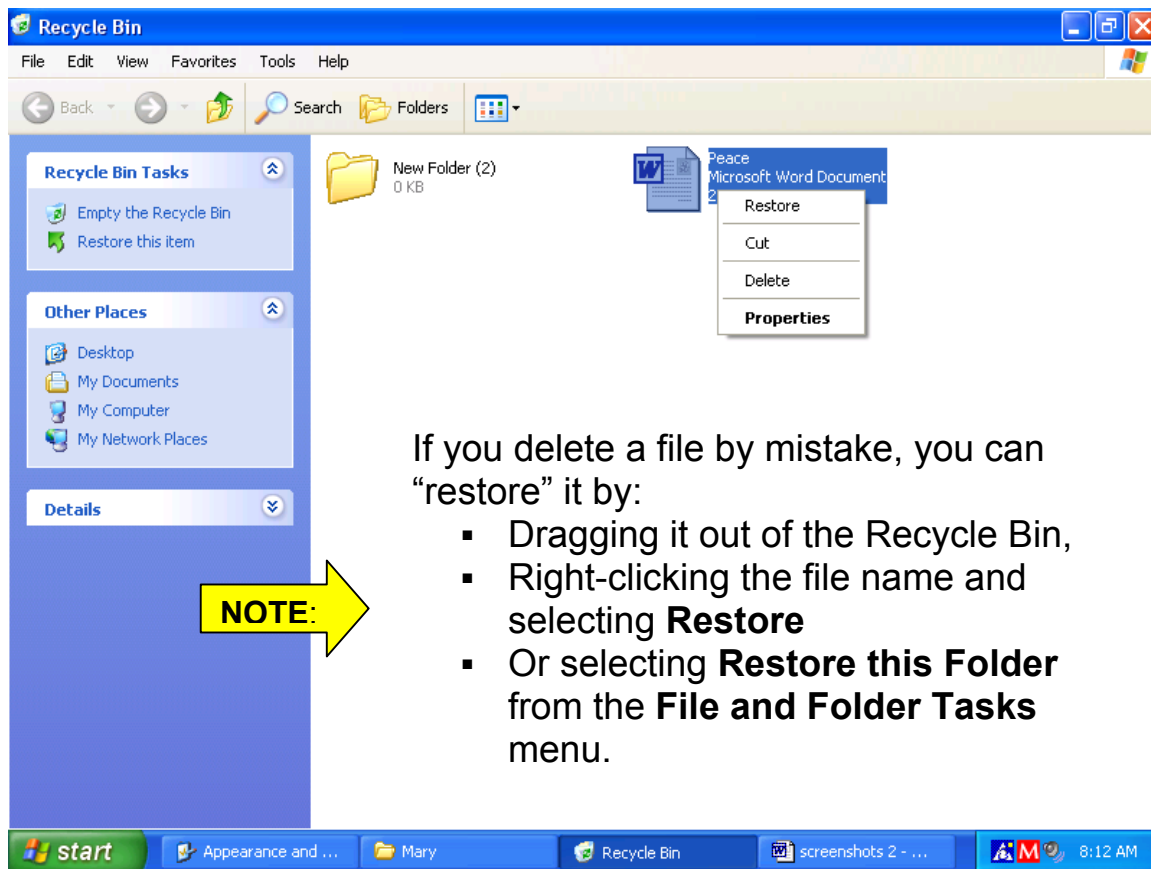 Recycle Bin
File Edit View Favorites Tools Help
Back Search Folders
Recycle Bin Tasks
Empty the Recycle Bin
Restore this item
Other Places
Desktop
My Documents
My Computer
My Network Places
Details
New Folder (2)
0 KB
Peace
Microsoft Word Document
2
Restore
Cut
Delete
Properties
NOTE:
If you delete a file by mistake, you can
“restore” it by:
▪ Dragging it out of the Recycle Bin,
▪ Right-clicking the file name and
selecting Restore
▪ Or selecting Restore this Folder
from the File and Folder Tasks
menu.
start Appearance and ... Mary Recycle Bin screenshots 2 - ... M 8:12 AM